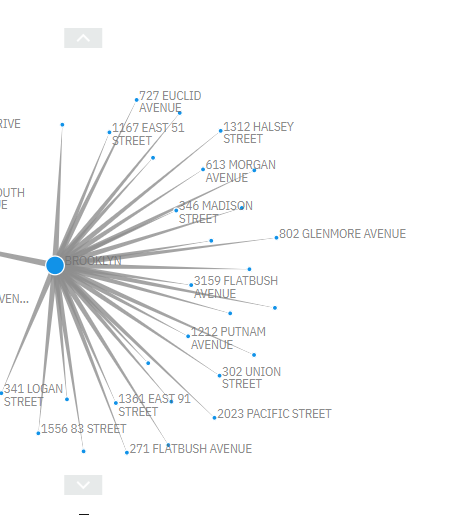 727 EUCLID
AVENUE
RIVE
1167 EAST 51
STREET
1312 HALSEY
STREET
613 MORGAN
AVENUE
OUTH
E
346 MADISON
STREET
802 GLENMORE AVENUE
BROOKLYN
3159 FLATBUSH
AVENUE
VEN...
1212 PUTNAM
AVENUE
302 UNION
STREET
341 LOGAN
STREET
1361 EAST 91
STREET
2023 PACIFIC STREET
1556 83 STREET
271 FLATBUSH AVENUE